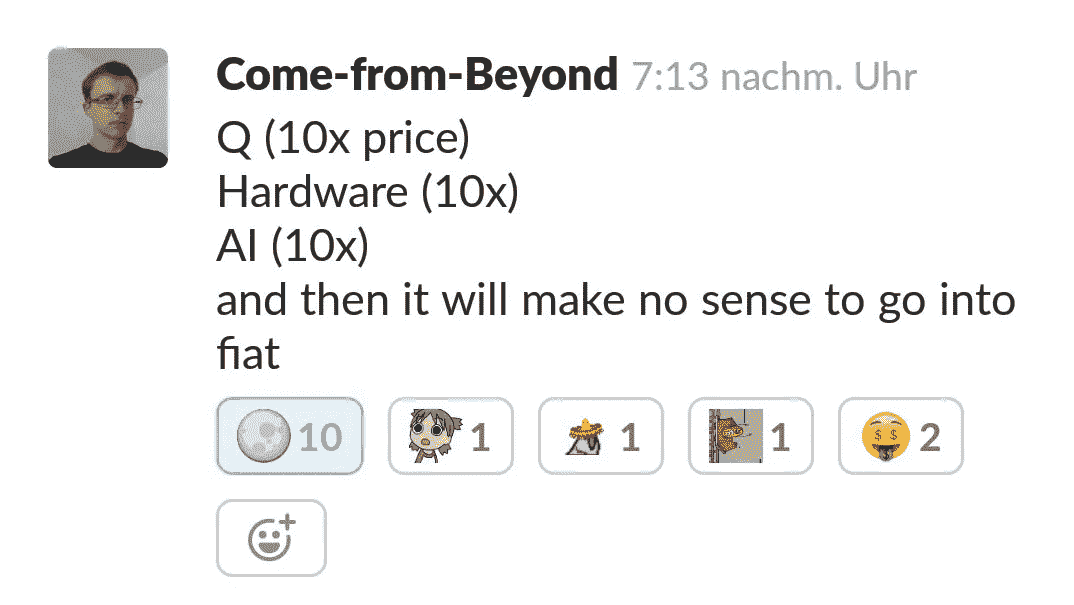 Come-from-Beyond 7:13 nachm. Uhr
Q (10x price)
Hardware (10x)
AI (10x)
and then it will make no sense to go into
fiat
10 1 1 1 2